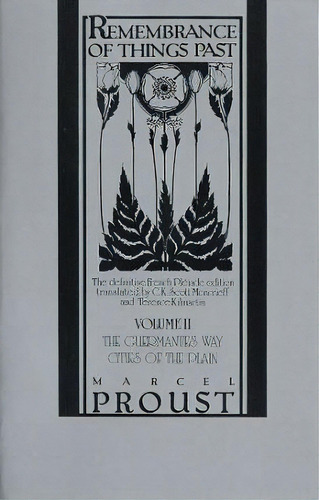 REMEMBRANCE
OF THINGS PAST
The definitive French Pléiade edition
translated by C.K. Scott Moncrieff
and Terence Kilmartin
VOLUME II
THE GUERMANTES WAY
CITIES OF THE PLAIN
MARCEL
PROUST